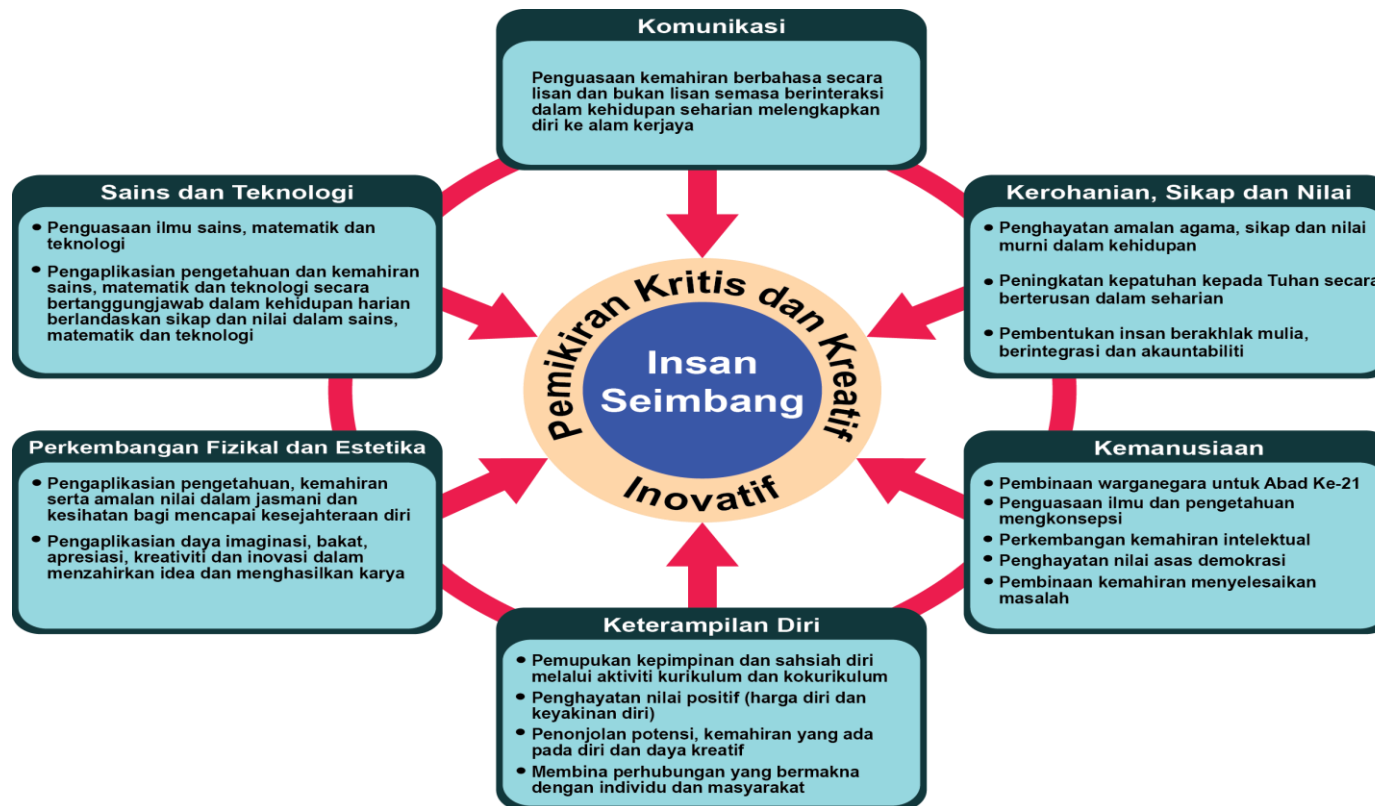 Komunikasi
Penguasaan kemahiran berbahasa secara
lisan dan bukan lisan semasa berinteraksi
dalam kehidupan seharian melengkapkan
diri ke alam kerjaya
Sains dan Teknologi
• Penguasaan ilmu sains, matematik dan
teknologi
• Pengaplikasian pengetahuan dan kemahiran
sains, matematik dan teknologi secara
bertanggungjawab dalam kehidupan harian
berlandaskan sikap dan nilai dalam sains,
matematik dan teknologi
Kerohanian, Sikap dan Nilai
• Penghayatan amalan agama, sikap dan nilai
murni dalam kehidupan
• Peningkatan kepatuhan kepada Tuhan secara
berterusan dalam seharian
• Pembentukan insan berakhlak mulia,
berintegrasi dan akauntabiliti
Pemikiran Kritis dan Kreatif
Insan
Seimbang
Inovatif
Perkembangan Fizikal dan Estetika
• Pengaplikasian pengetahuan, kemahiran
serta amalan nilai dalam jasmani dan
kesihatan bagi mencapai kesejahteraan diri
• Pengaplikasian daya imaginasi, bakat,
apresiasi, kreativiti dan inovasi dalam
menzahirkan idea dan menghasilkan karya
Kemanusiaan
• Pembinaan warganegara untuk Abad Ke-21
• Penguasaan ilmu dan pengetahuan
mengkonsepsi
• Perkembangan kemahiran intelektual
• Penghayatan nilai asas demokrasi
• Pembinaan kemahiran menyelesaikan
masalah
Keterampilan Diri
• Pemupukan kepimpinan dan sahsiah diri
melalui aktiviti kurikulum dan kokurikulum
• Penghayatan nilai positif (harga diri dan
keyakinan diri)
• Penonjolan potensi, kemahiran yang ada
pada diri dan daya kreatif
• Membina perhubungan yang bermakna
dengan individu dan masyarakat